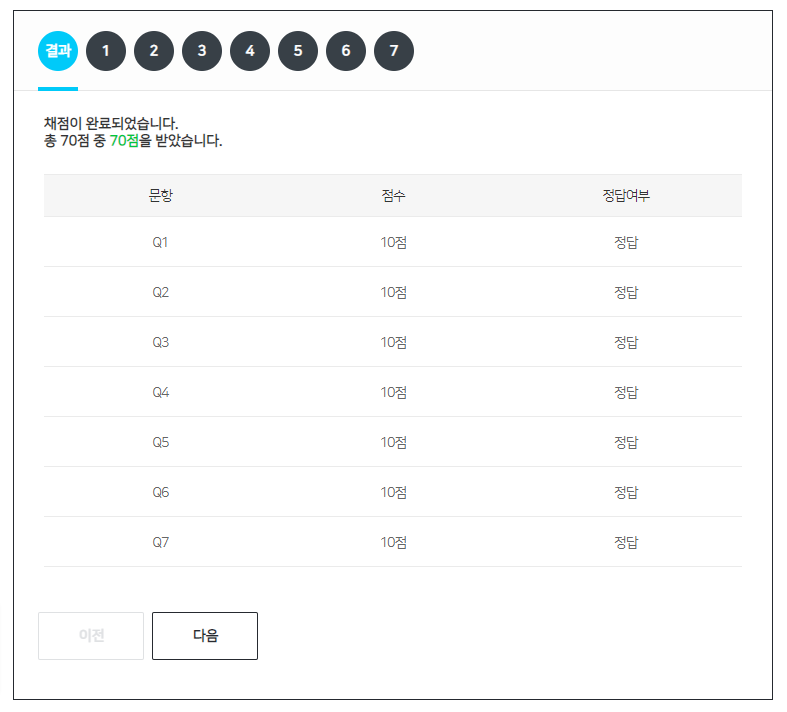 결과 1 2 3 4 5 6 7
채점이 완료되었습니다.
총 70점 중 70점을 받았습니다.
문항 점수 정답여부
Q1 10점 정답
Q2 10점 정답
Q3 10점 정답
Q4 10점 정답
Q5 10점 정답
Q6 10점 정답
Q7 10점 정답
이전 다음